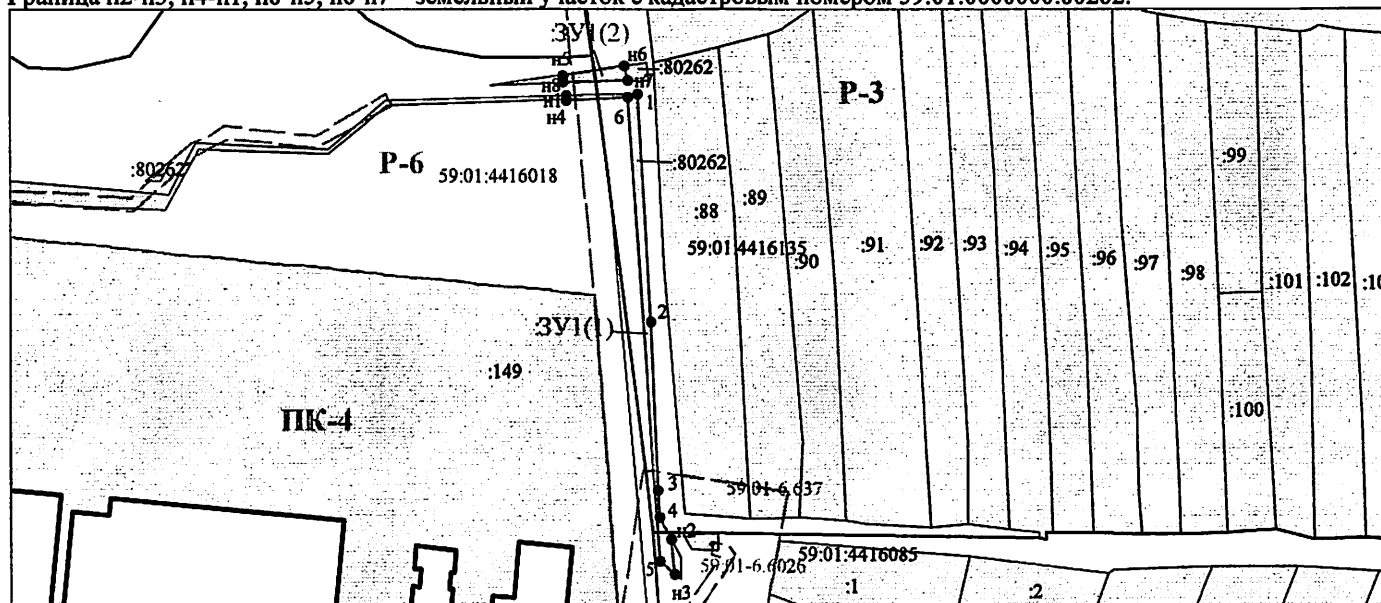 Граница н2-н3, н4-н1, н6-н5, н8-н7 - земельный участок с кадастровым номером 59:01:0000000:80262.
:ЗУ1(2)
н6
н5
:80262
н7
н8
н1
н4
6
1
Р-3
:80262
Р-6
59:01:4416018
:80262
:99
:88
:89
59:01:4416135
:90
:91
:92
:93
:94
:95
:96
:97
:98
:101
:102
2
:ЗУ1(1)
:149
ПК-4
:100
3
59:01-6.637
4
н2
59:01:4416085
5
59:01-6.6026
н3
:1
:2